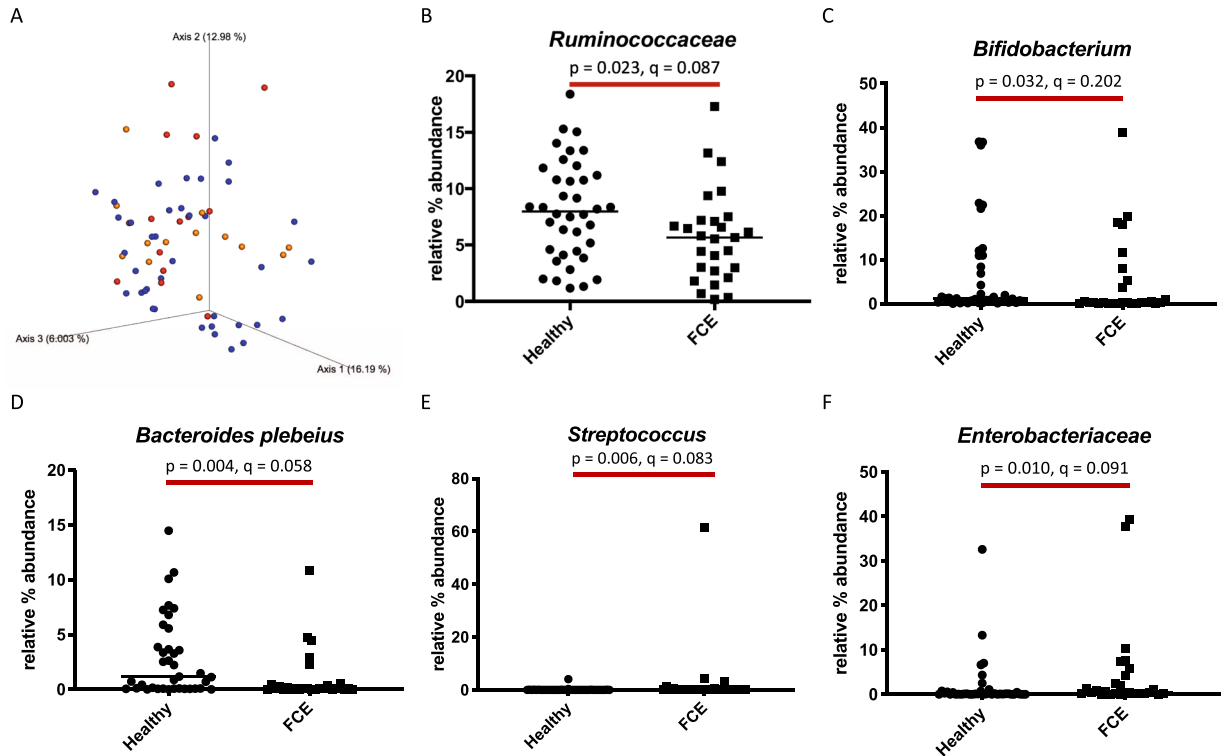 A
Axis 2 (12.98 %)
Axis 3 (6.003 %)
Axis 1 (16.19 %)
B
Ruminococcaceae
p = 0.023, q = 0.087
relative % abundance
20
15
10
5
0
Healthy
FCE
C
Bifidobacterium
p = 0.032, q = 0.202
relative % abundance
50
40
30
20
10
0
Healthy
FCE
D
Bacteroides plebeius
p = 0.004, q = 0.058
relative % abundance
20
15
10
5
0
Healthy
FCE
E
Streptococcus
p = 0.006, q = 0.083
relative % abundance
80
60
40
20
0
Healthy
FCE
F
Enterobacteriaceae
p = 0.010, q = 0.091
relative % abundance
50
40
30
20
10
0
Healthy
FCE